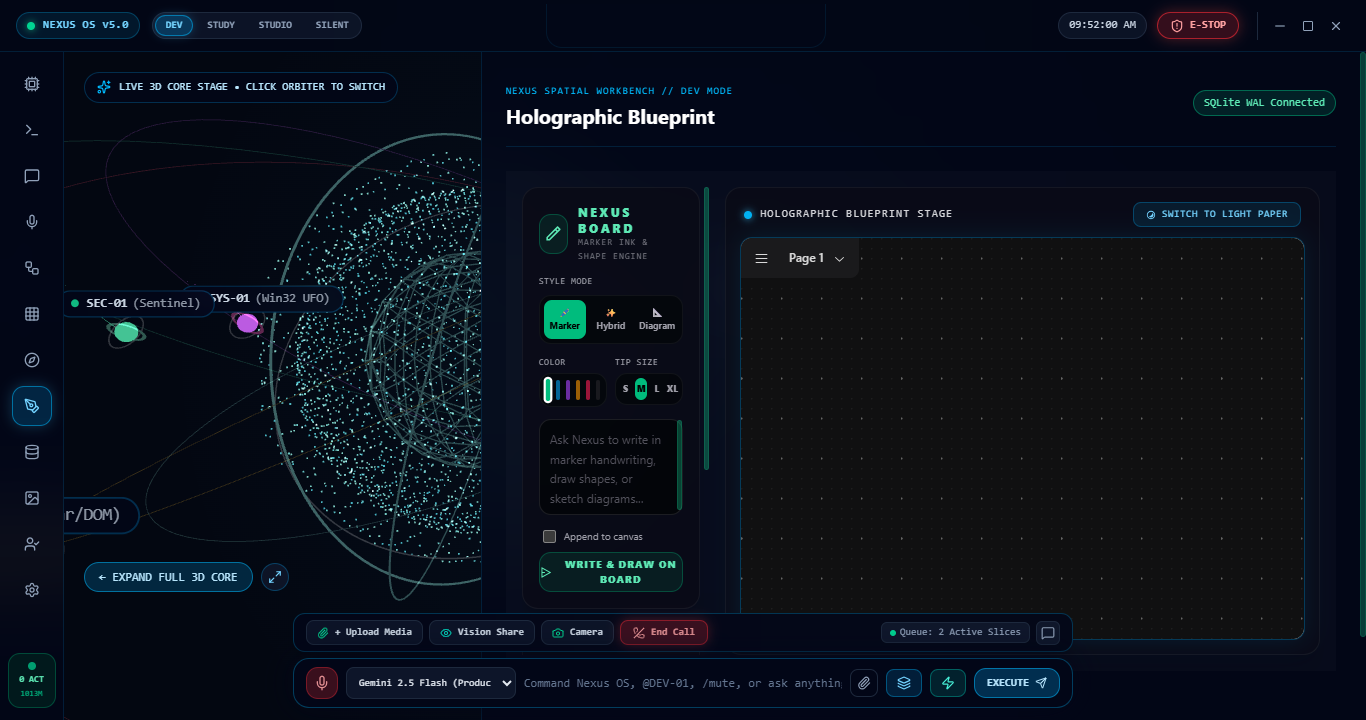 NEXUS OS v5.0
DEV STUDY STUDIO SILENT
09:52:00 AM
E-STOP
LIVE 3D CORE STAGE • CLICK ORBITER TO SWITCH
SEC-01 (Sentinel)
SYS-01 (Win32 UFO)
r/DOM)
← EXPAND FULL 3D CORE
0 ACT
1013M
NEXUS SPATIAL WORKBENCH // DEV MODE
Holographic Blueprint
SQLite WAL Connected
NEXUS
BOARD
MARKER INK &
SHAPE ENGINE
STYLE MODE
Marker Hybrid Diagram
COLOR TIP SIZE
S M L XL
Ask Nexus to write in
marker handwriting,
draw shapes, or
sketch diagrams...
Append to canvas
WRITE & DRAW ON
BOARD
HOLOGRAPHIC BLUEPRINT STAGE
SWITCH TO LIGHT PAPER
Page 1
+ Upload Media
Vision Share
Camera
End Call
Queue: 2 Active Slices
Gemini 2.5 Flash (Produc
Command Nexus OS, @DEV-01, /mute, or ask anythin
EXECUTE